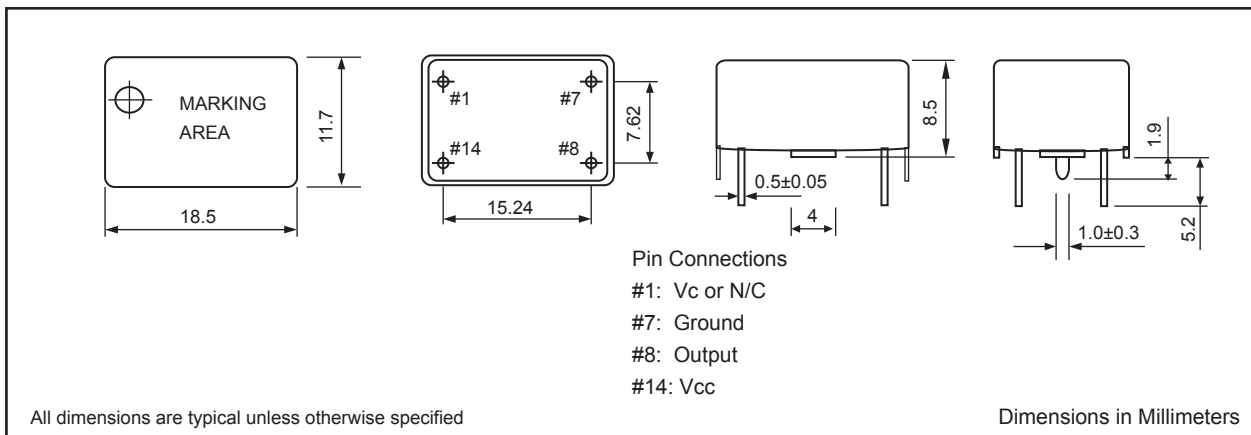 MARKING
AREA
11.7
18.5
#1
#7
#14
#8
7.62
15.24
8.5
0.5±0.05
4
1.9
5.2
1.0±0.3
Pin Connections
#1: Vc or N/C
#7: Ground
#8: Output
#14: Vcc
All dimensions are typical unless otherwise specified
Dimensions in Millimeters